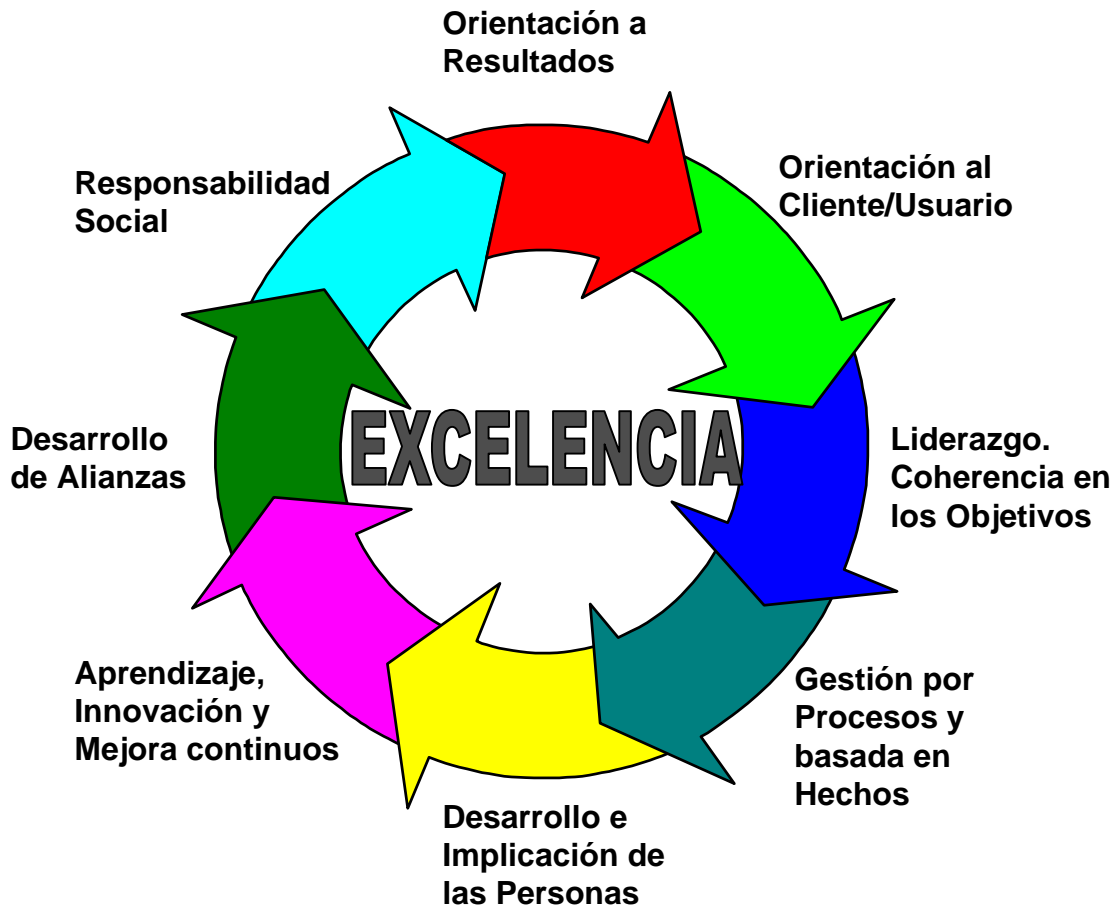 Orientación a
Resultados
Orientación al
Cliente/Usuario
Liderazgo.
Coherencia en
los Objetivos
Gestión por
Procesos y
basada en
Hechos
Desarrollo e
Implicación de
las Personas
Aprendizaje,
Innovación y
Mejora continuos
Desarrollo
de Alianzas
Responsabilidad
Social
EXCELENCIA